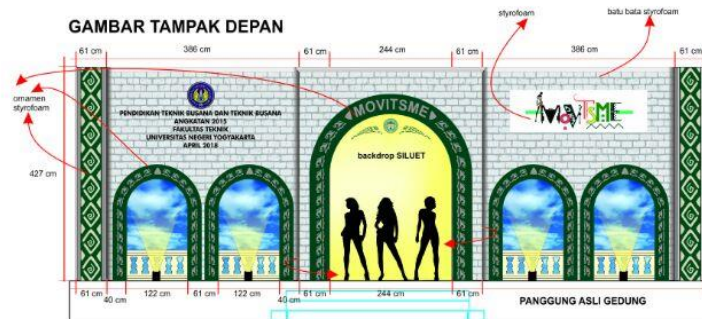 GAMBAR TAMPAK DEPAN
styrofoam
batu bata styrofoam
61 cm
386 cm
61 cm
244 cm
61 cm
386 cm
61 cm
ornamen
styrofoam
PENDIDIKAN TEKNIK BUSANA DAN TEKNIK BUSANA
ANGKATAN 2015
FAKULTAS TEKNIK
UNIVERSITAS NEGERI YOGYAKARTA
APRIL 2018
MOVITSME
backdrop SILUET
MovITSME
427 cm
61 cm
40 cm
122 cm
61 cm
122 cm
40 cm
61 cm
244 cm
61 cm
PANGGUNG ASLI GEDUNG